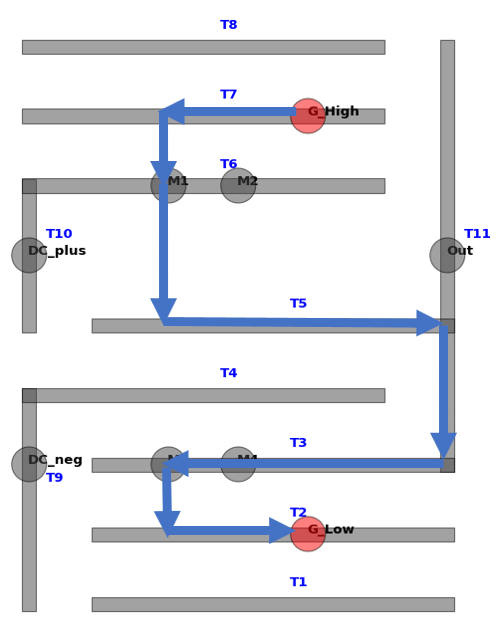 T8
T7
G_High
T6
M1
M2
T10
T11
DC_plus
Out
T5
T4
T3
DC_neg
M4
T9
T2
G_Low
T1